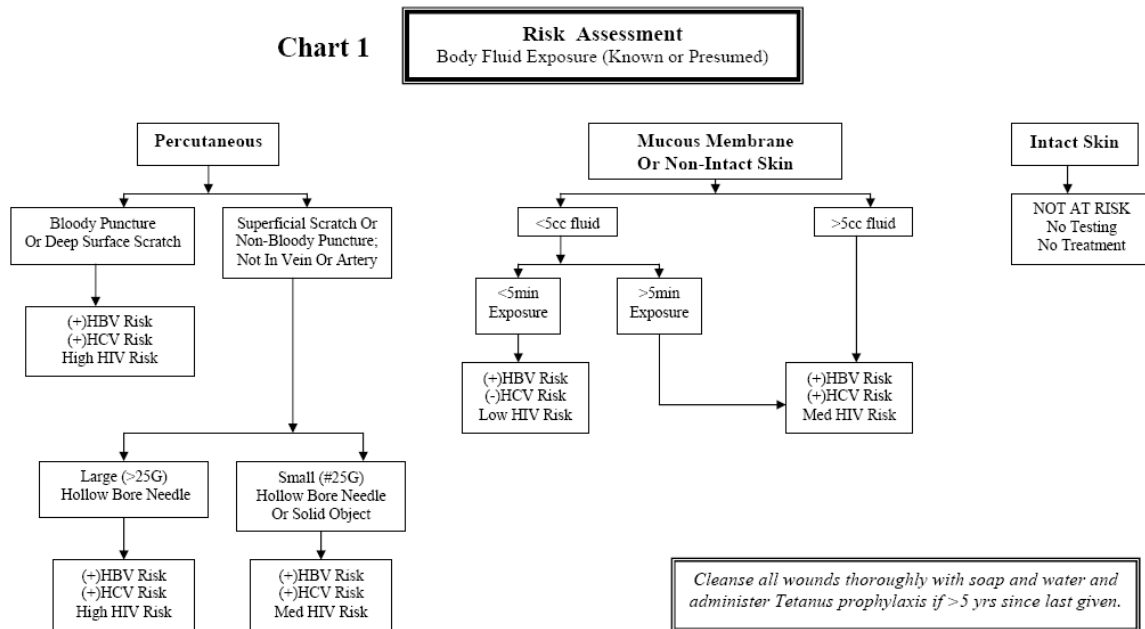 Chart 1
Risk Assessment
Body Fluid Exposure (Known or Presumed)
Percutaneous
Mucous Membrane
Or Non-Intact Skin
Intact Skin
Bloody Puncture
Or Deep Surface Scratch
Superficial Scratch Or
Non-Bloody Puncture;
Not In Vein Or Artery
<5cc fluid
>5cc fluid
NOT AT RISK
No Testing
No Treatment
<5min
Exposure
>5min
Exposure
(+)HBV Risk
(+)HCV Risk
High HIV Risk
(+)HBV Risk
(-)HCV Risk
Low HIV Risk
(+)HBV Risk
(+)HCV Risk
Med HIV Risk
Large (>25G)
Hollow Bore Needle
Small (#25G)
Hollow Bore Needle
Or Solid Object
(+)HBV Risk
(+)HCV Risk
High HIV Risk
(+)HBV Risk
(+)HCV Risk
Med HIV Risk
Cleanse all wounds thoroughly with soap and water and
administer Tetanus prophylaxis if >5 yrs since last given.